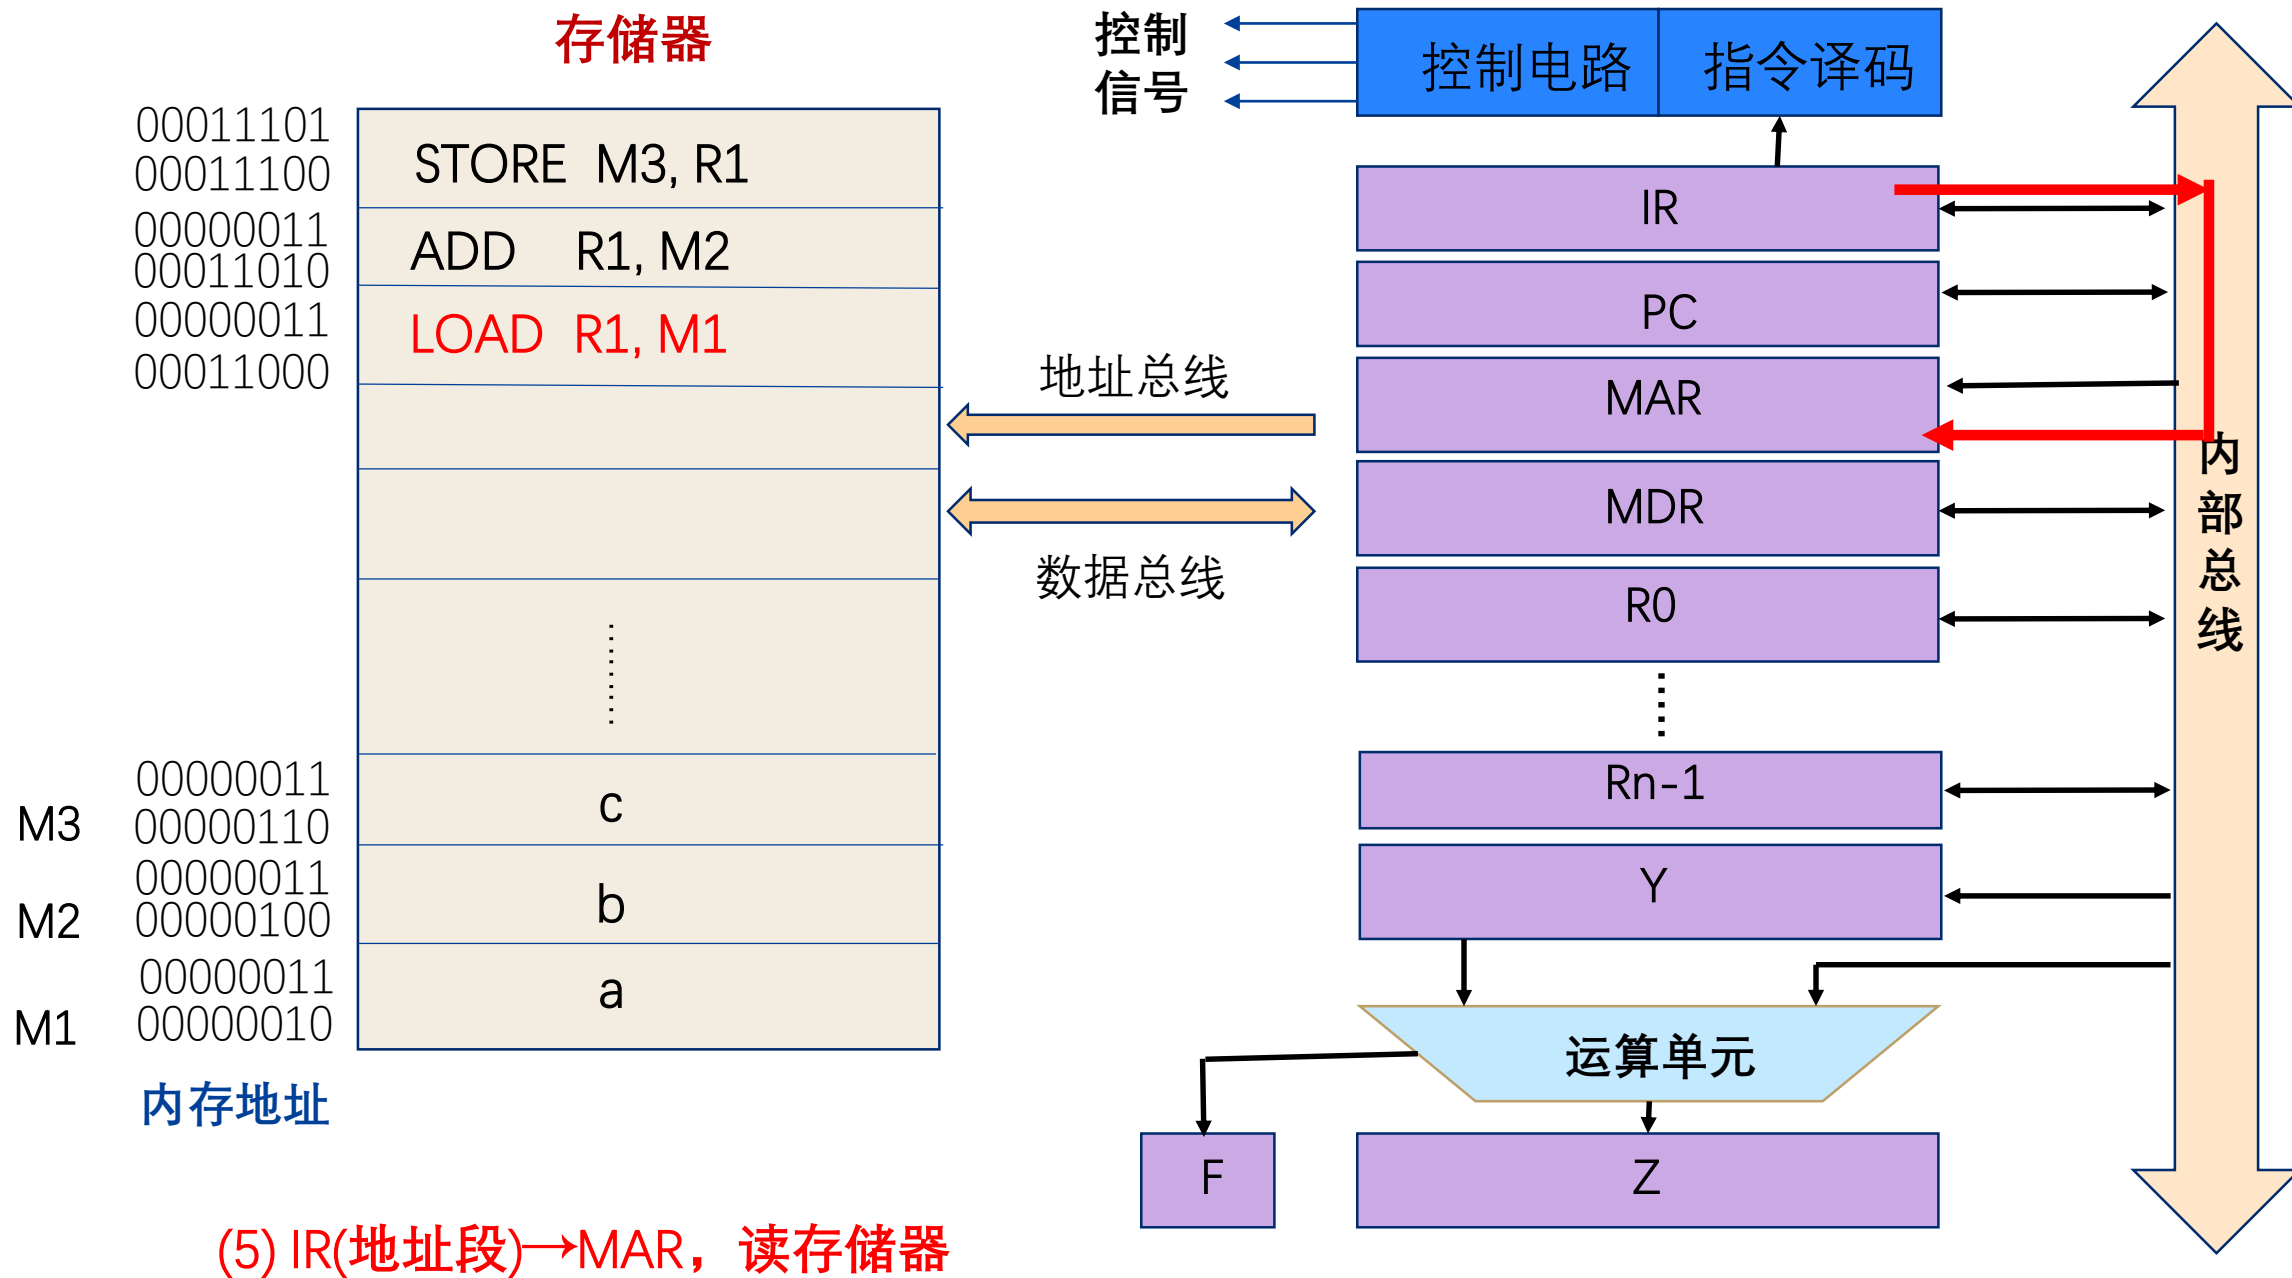 存储器
00011101
00011100
STORE M3, R1
00000011
00011010
ADD R1, M2
00000011
00011000
LOAD R1, M1
……
00000011
M3 00000110
c
00000011
M2 00000100
b
00000011
M1 00000010
a
内存地址
地址总线
数据总线
控制
信号
控制电路 指令译码
IR
PC
MAR
MDR
R0
……
Rn-1
Y
运算单元
F
Z
内
部
总
线
(5) IR(地址段)→MAR，读存储器